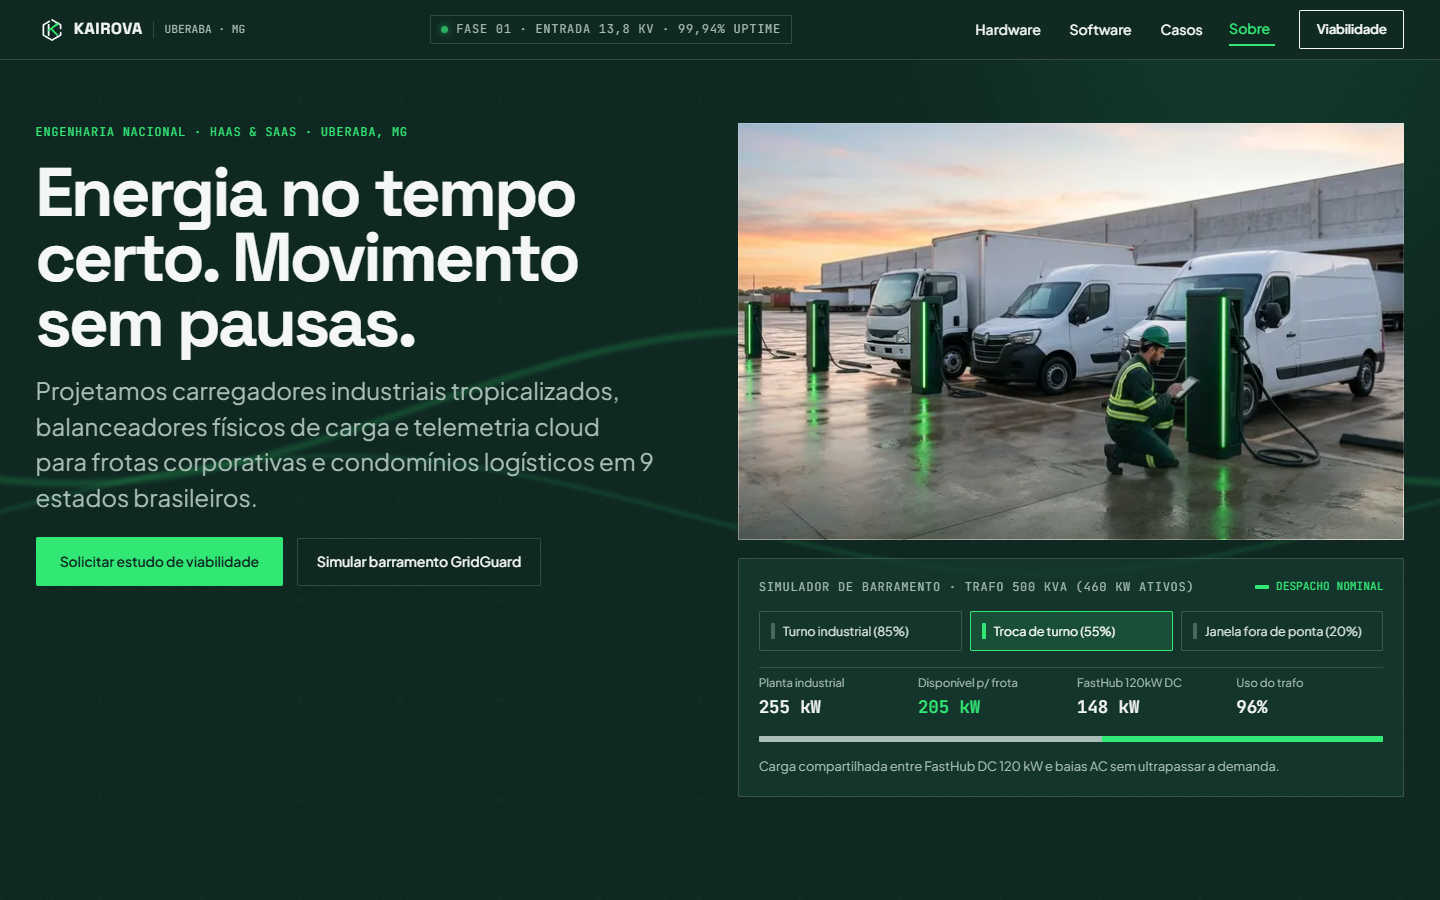 KAIROVA
UBERABA · MG
FASE 01 · ENTRADA 13,8 KV · 99,94% UPTIME
Hardware
Software
Casos
Sobre
Viabilidade
ENGENHARIA NACIONAL · HAAS & SAAS · UBERABA, MG
Energia no tempo
certo. Movimento
sem pausas.
Projetamos carregadores industriais tropicalizados,
balanceadores físicos de carga e telemetria cloud
para frotas corporativas e condomínios logísticos em 9
estados brasileiros.
Solicitar estudo de viabilidade
Simular barramento GridGuard
SIMULADOR DE BARRAMENTO · TRAFO 500 KVA (460 KW ATIVOS)
DESPACHO NOMINAL
Turno industrial (85%)
Troca de turno (55%)
Janela fora de ponta (20%)
Planta industrial
Disponível p/ frota
FastHub 120kW DC
Uso do trafo
255 kW
205 kW
148 kW
96%
Carga compartilhada entre FastHub DC 120 kW e baias AC sem ultrapassar a demanda.